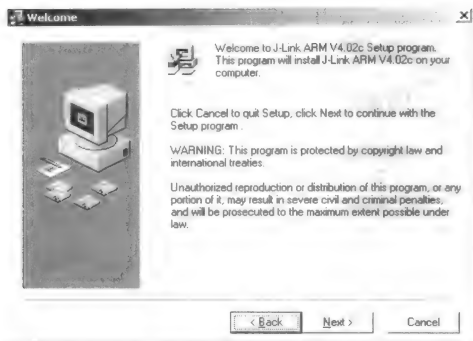 Welcome
Welcome to J-Link ARM V4.02c Setup program.
This program will install J-Link ARM V4.02c on your
computer.
Click Cancel to quit Setup, click Next to continue with the
Setup program .
WARNING: This program is protected by copyright law and
international treaties.
Unauthorized reproduction or distribution of this program, or any
portion of it, may result in severe civil and criminal penalties,
and will be prosecuted to the maximum extent possible under
law.
< Back
Next >
Cancel